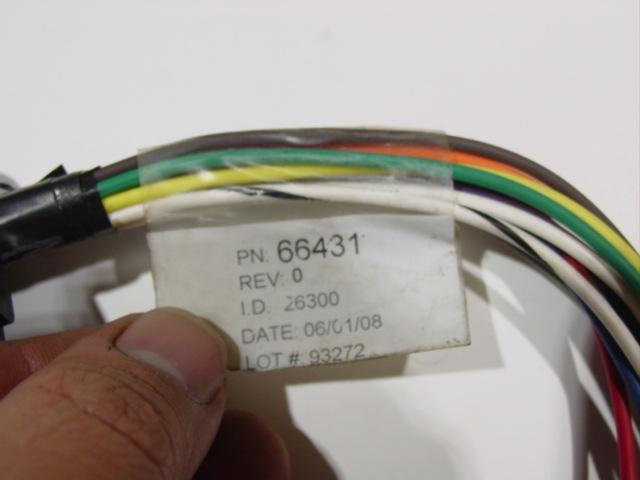 PN: 66431
REV: 0
I.D. 26300
DATE: 06/01/08
LOT #: 93272